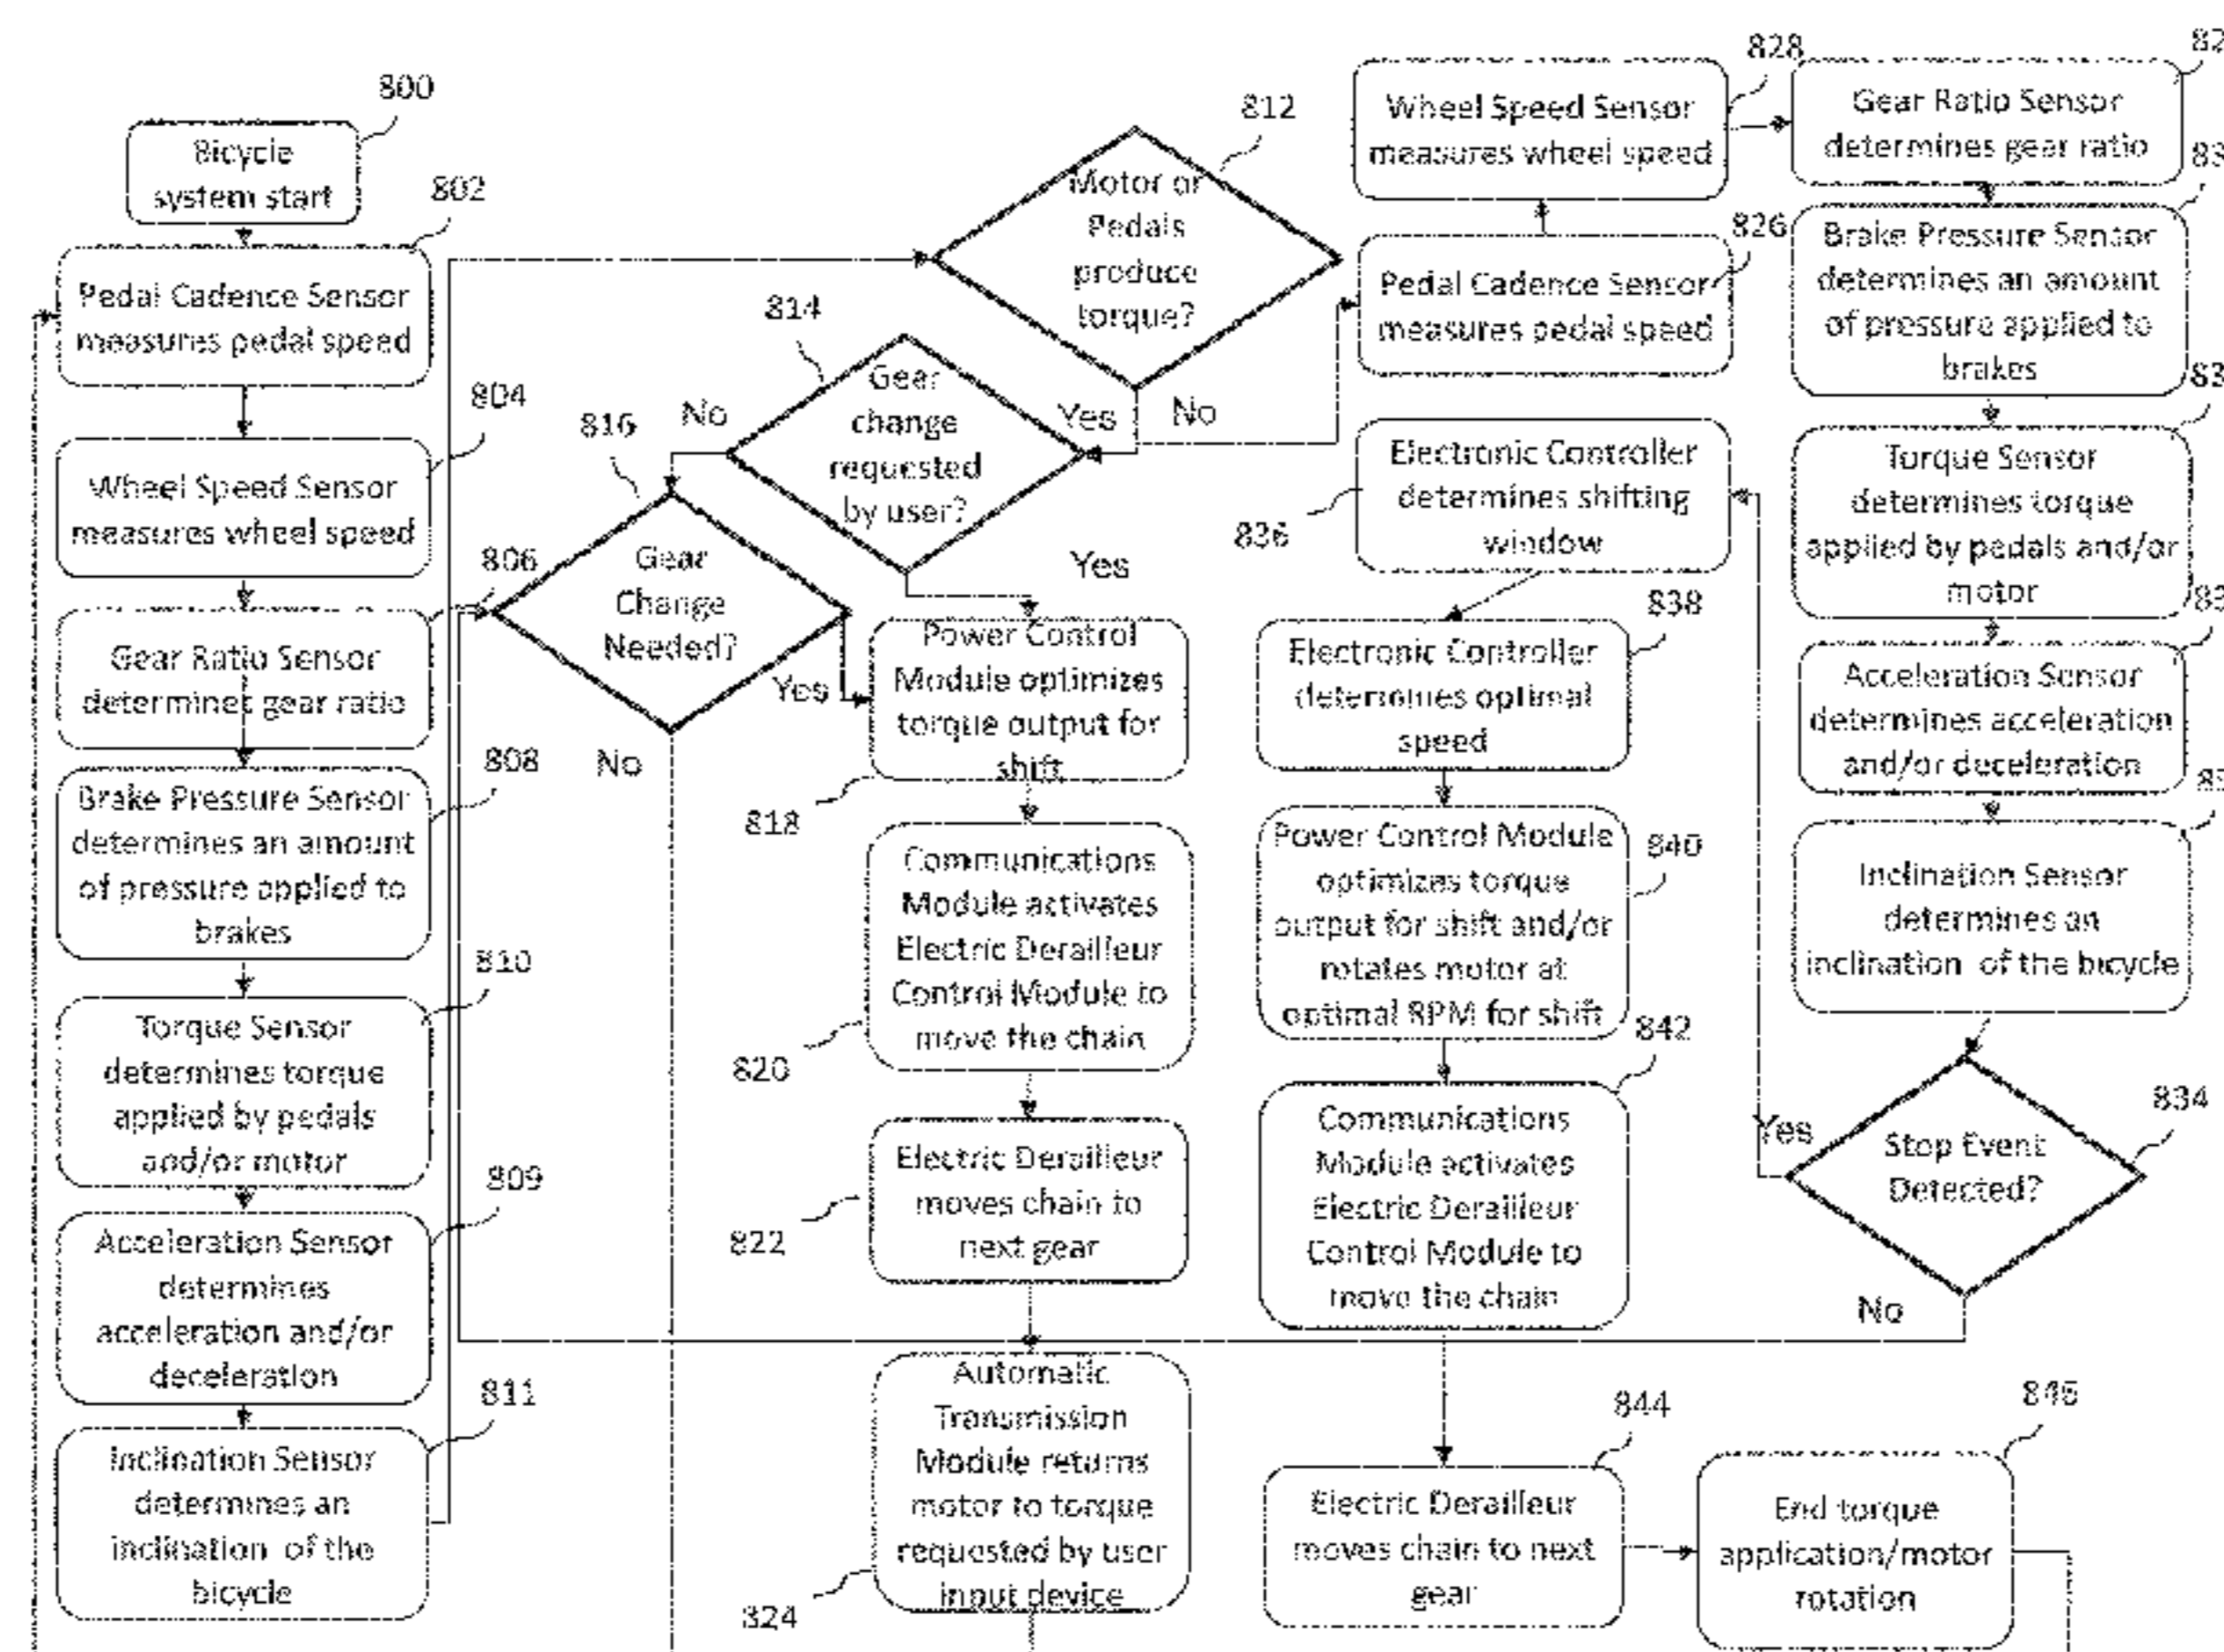 800
Bicycle
system start
802
Pedal Cadence Sensor
measures pedal speed
804
Wheel Speed Sensor
measures wheel speed
806
Gear Ratio Sensor
determines gear ratio
808
Brake Pressure Sensor
determines an amount
of pressure applied to
brakes
810
Torque Sensor
determines torque
applied by pedals
and/or motor
809
Acceleration Sensor
determines
acceleration and/or
deceleration
811
Inclination Sensor
determines an
inclination of the
bicycle
812
Motor or
Pedals
produce
torque?
Yes
No
814
Gear
change
requested
by user?
No
Yes
816
Gear
Change
Needed?
Yes
No
Power Control
Module optimizes
torque output for
shift
818
Communications
Module activates
Electric Derailleur
Control Module to
move the chain
820
Electric Derailleur
moves chain to
next gear
822
Automatic
Transmission
Module returns
motor to torque
requested by user
input device
824
826
Pedal Cadence Sensor
measures pedal speed
828
Wheel Speed Sensor
measures wheel speed
Gear Ratio Sensor
determines gear ratio
Brake Pressure Sensor
determines an amount
of pressure applied to
brakes
Torque Sensor
determines torque
applied by pedals and/or
motor
Acceleration Sensor
determines acceleration
and/or deceleration
Inclination Sensor
determines an
inclination of the bicycle
834
Stop Event
Detected?
Yes
No
Electronic Controller
determines shifting
window
836
838
Electronic Controller
determines optimal
speed
840
Power Control Module
optimizes torque
output for shift and/or
rotates motor at
optimal RPM for shift
842
Communications
Module activates
Electric Derailleur
Control Module to
move the chain
844
Electric Derailleur
moves chain to next
gear
846
End torque
application/motor
rotation